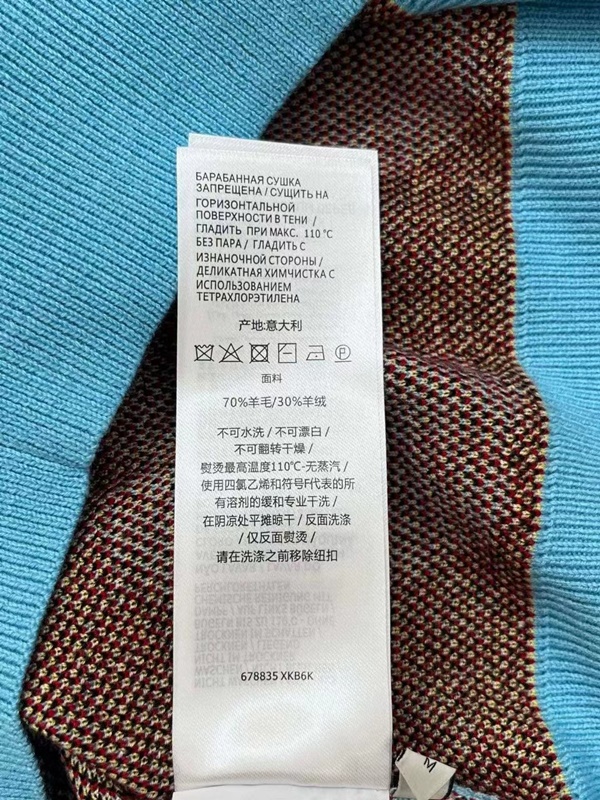 БАРАБАННАЯ СУШКА
ЗАПРЕЩЕНА / СУЩИТЬ НА
ГОРИЗОНТАЛЬНОЙ
ПОВЕРХНОСТИ В ТЕНИ /
ГЛАДИТЬ ПРИ МАКС. 110 °C
БЕЗ ПАРА / ГЛАДИТЬ С
ИЗНАНОЧНОЙ СТОРОНЫ /
ДЕЛИКАТНАЯ ХИМЧИСТКА С
ИСПОЛЬЗОВАНИЕМ
ТЕТРАХЛОРЭТИЛЕНА
产地:意大利
P
面料
70%羊毛/30%羊绒
不可水洗 / 不可漂白 /
不可翻转干燥 /
熨烫最高温度110℃-无蒸汽 /
使用四氯乙烯和符号F代表的所
有溶剂的缓和专业干洗 /
在阴凉处平摊晾干 / 反面洗涤
/ 仅反面熨烫 /
请在洗涤之前移除纽扣
678835 XKB6K
M